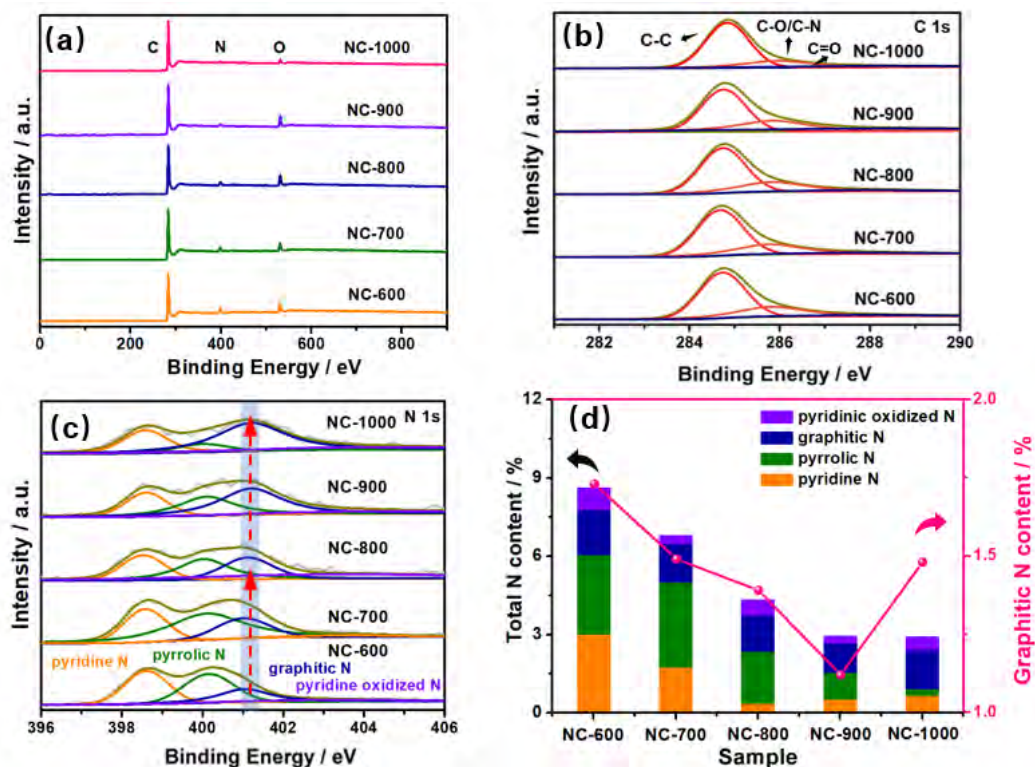 (a)
C N O
NC-1000
NC-900
NC-800
NC-700
NC-600
Intensity / a.u.
0 200 400 600 800
Binding Energy / eV
(b)
C 1s
C-C
C-O/C-N
C=O
NC-1000
NC-900
NC-800
NC-700
NC-600
Intensity / a.u.
282 284 286 288 290
Binding Energy / eV
(c)
N 1s
NC-1000
NC-900
NC-800
NC-700
NC-600
pyridine N
pyrrolic N
graphitic N
pyridine oxidized N
Intensity / a.u.
396 398 400 402 404 406
Binding Energy / eV
(d)
pyridinic oxidized N
graphitic N
pyrrolic N
pyridine N
Total N content / %
12
9
6
3
0
Graphitic N content / %
2.0
1.5
1.0
NC-600 NC-700 NC-800 NC-900 NC-1000
Sample